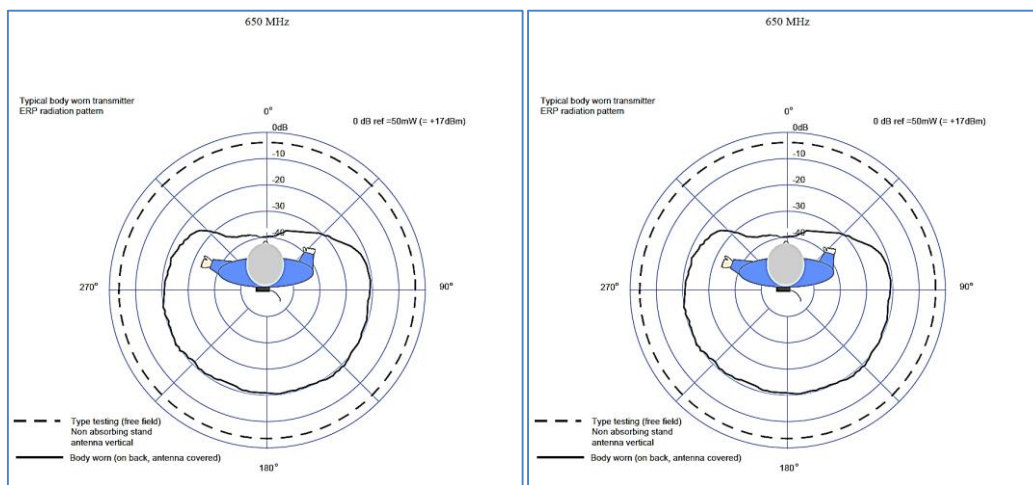 650 MHz
Typical body worn transmitter
ERP radiation pattern
0°
0 dB ref =50mW (= +17dBm)
0dB
-10
-20
-30
-40
270°
90°
Type testing (free field)
Non absorbing stand
antenna vertical
Body worn (on back, antenna covered)
180°
650 MHz
Typical body worn transmitter
ERP radiation pattern
0°
0 dB ref =50mW (= +17dBm)
0dB
-10
-20
-30
-40
270°
90°
Type testing (free field)
Non absorbing stand
antenna vertical
Body worn (on back, antenna covered)
180°